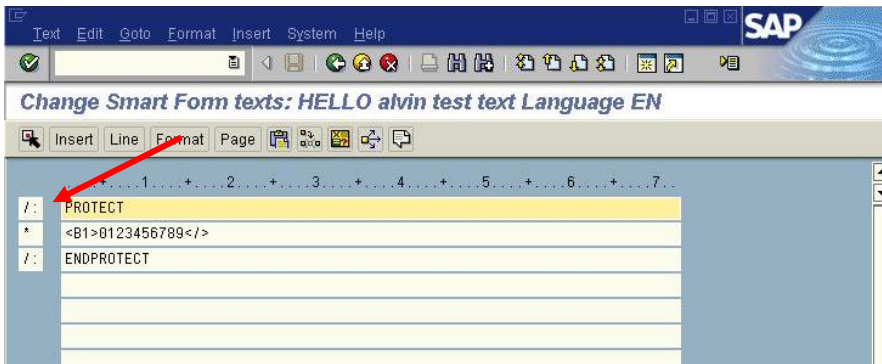 Text Edit Goto Format Insert System Help
SAP
Change Smart Form texts: HELLO alvin test text Language EN
Insert Line Format Page
....+....1....+....2....+....3....+....4....+....5....+....6....+....7..
/: PROTECT
* <B1>0123456789</>
/: ENDPROTECT